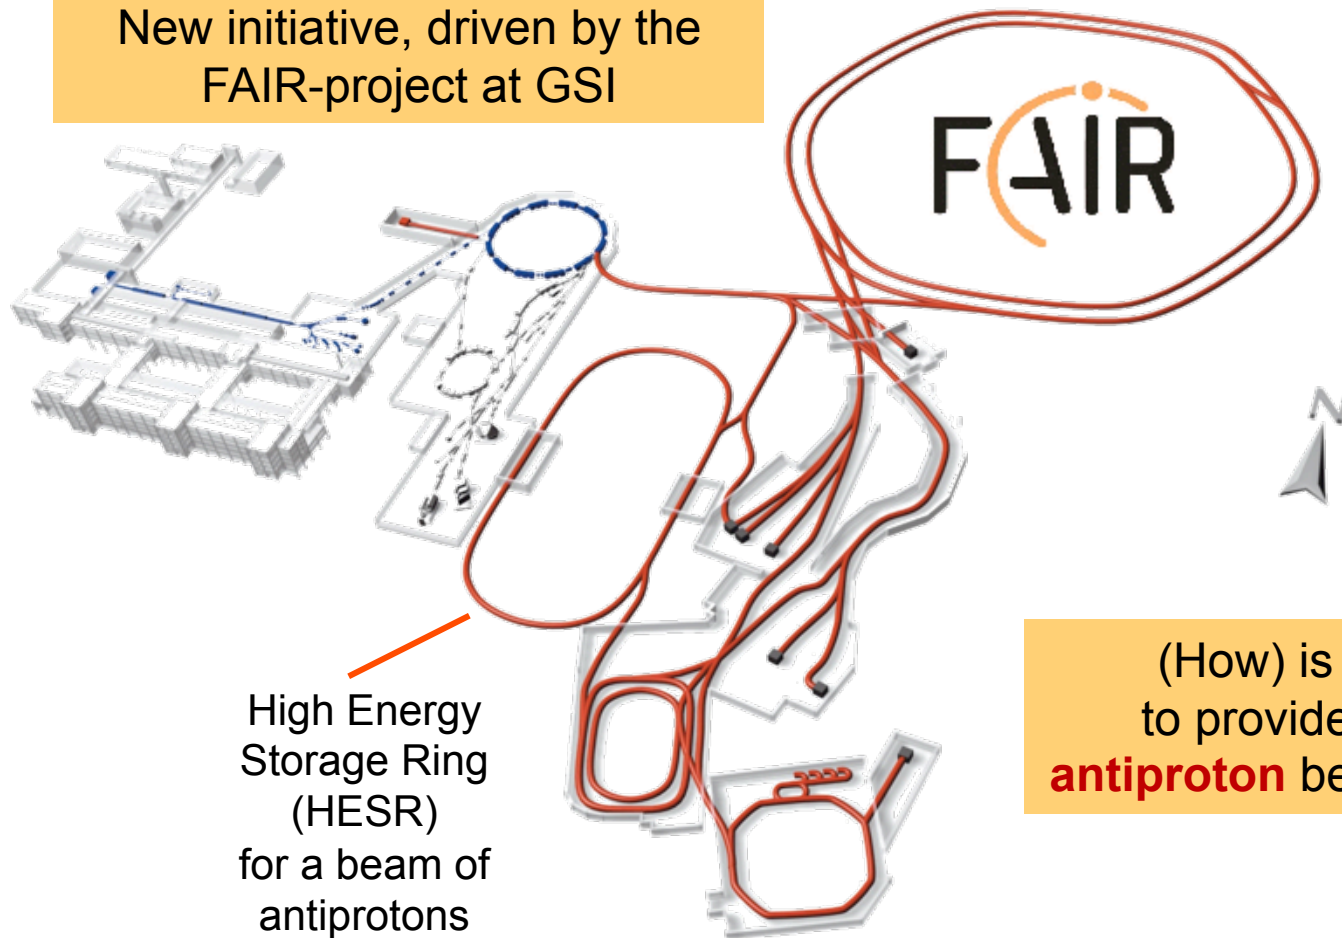 New initiative, driven by the
FAIR-project at GSI
FAIR
N
High Energy
Storage Ring
(HESR)
for a beam of
antiprotons
(How) is
to provide
antiproton be